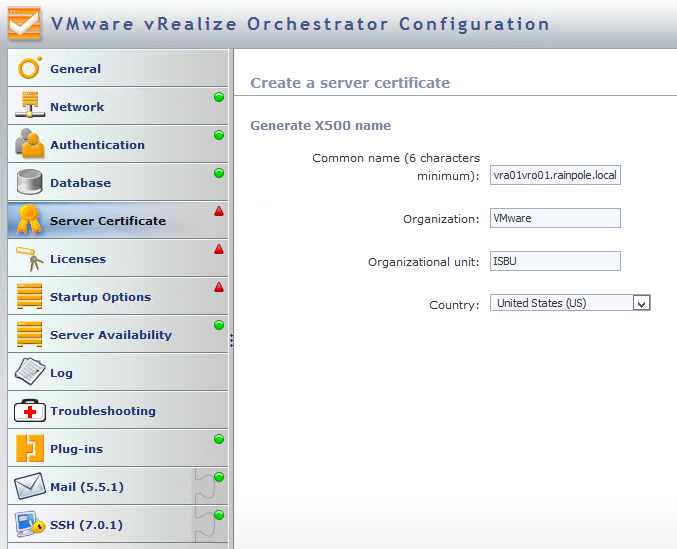 VMware vRealize Orchestrator Configuration
General
Network
Authentication
Database
Server Certificate
Licenses
Startup Options
Server Availability
Log
Troubleshooting
Plug-ins
Mail (5.5.1)
SSH (7.0.1)
Create a server certificate
Generate X500 name
Common name (6 characters
minimum): vra01vro01.rainpole.local
Organization: VMware
Organizational unit: ISBU
Country: United States (US)